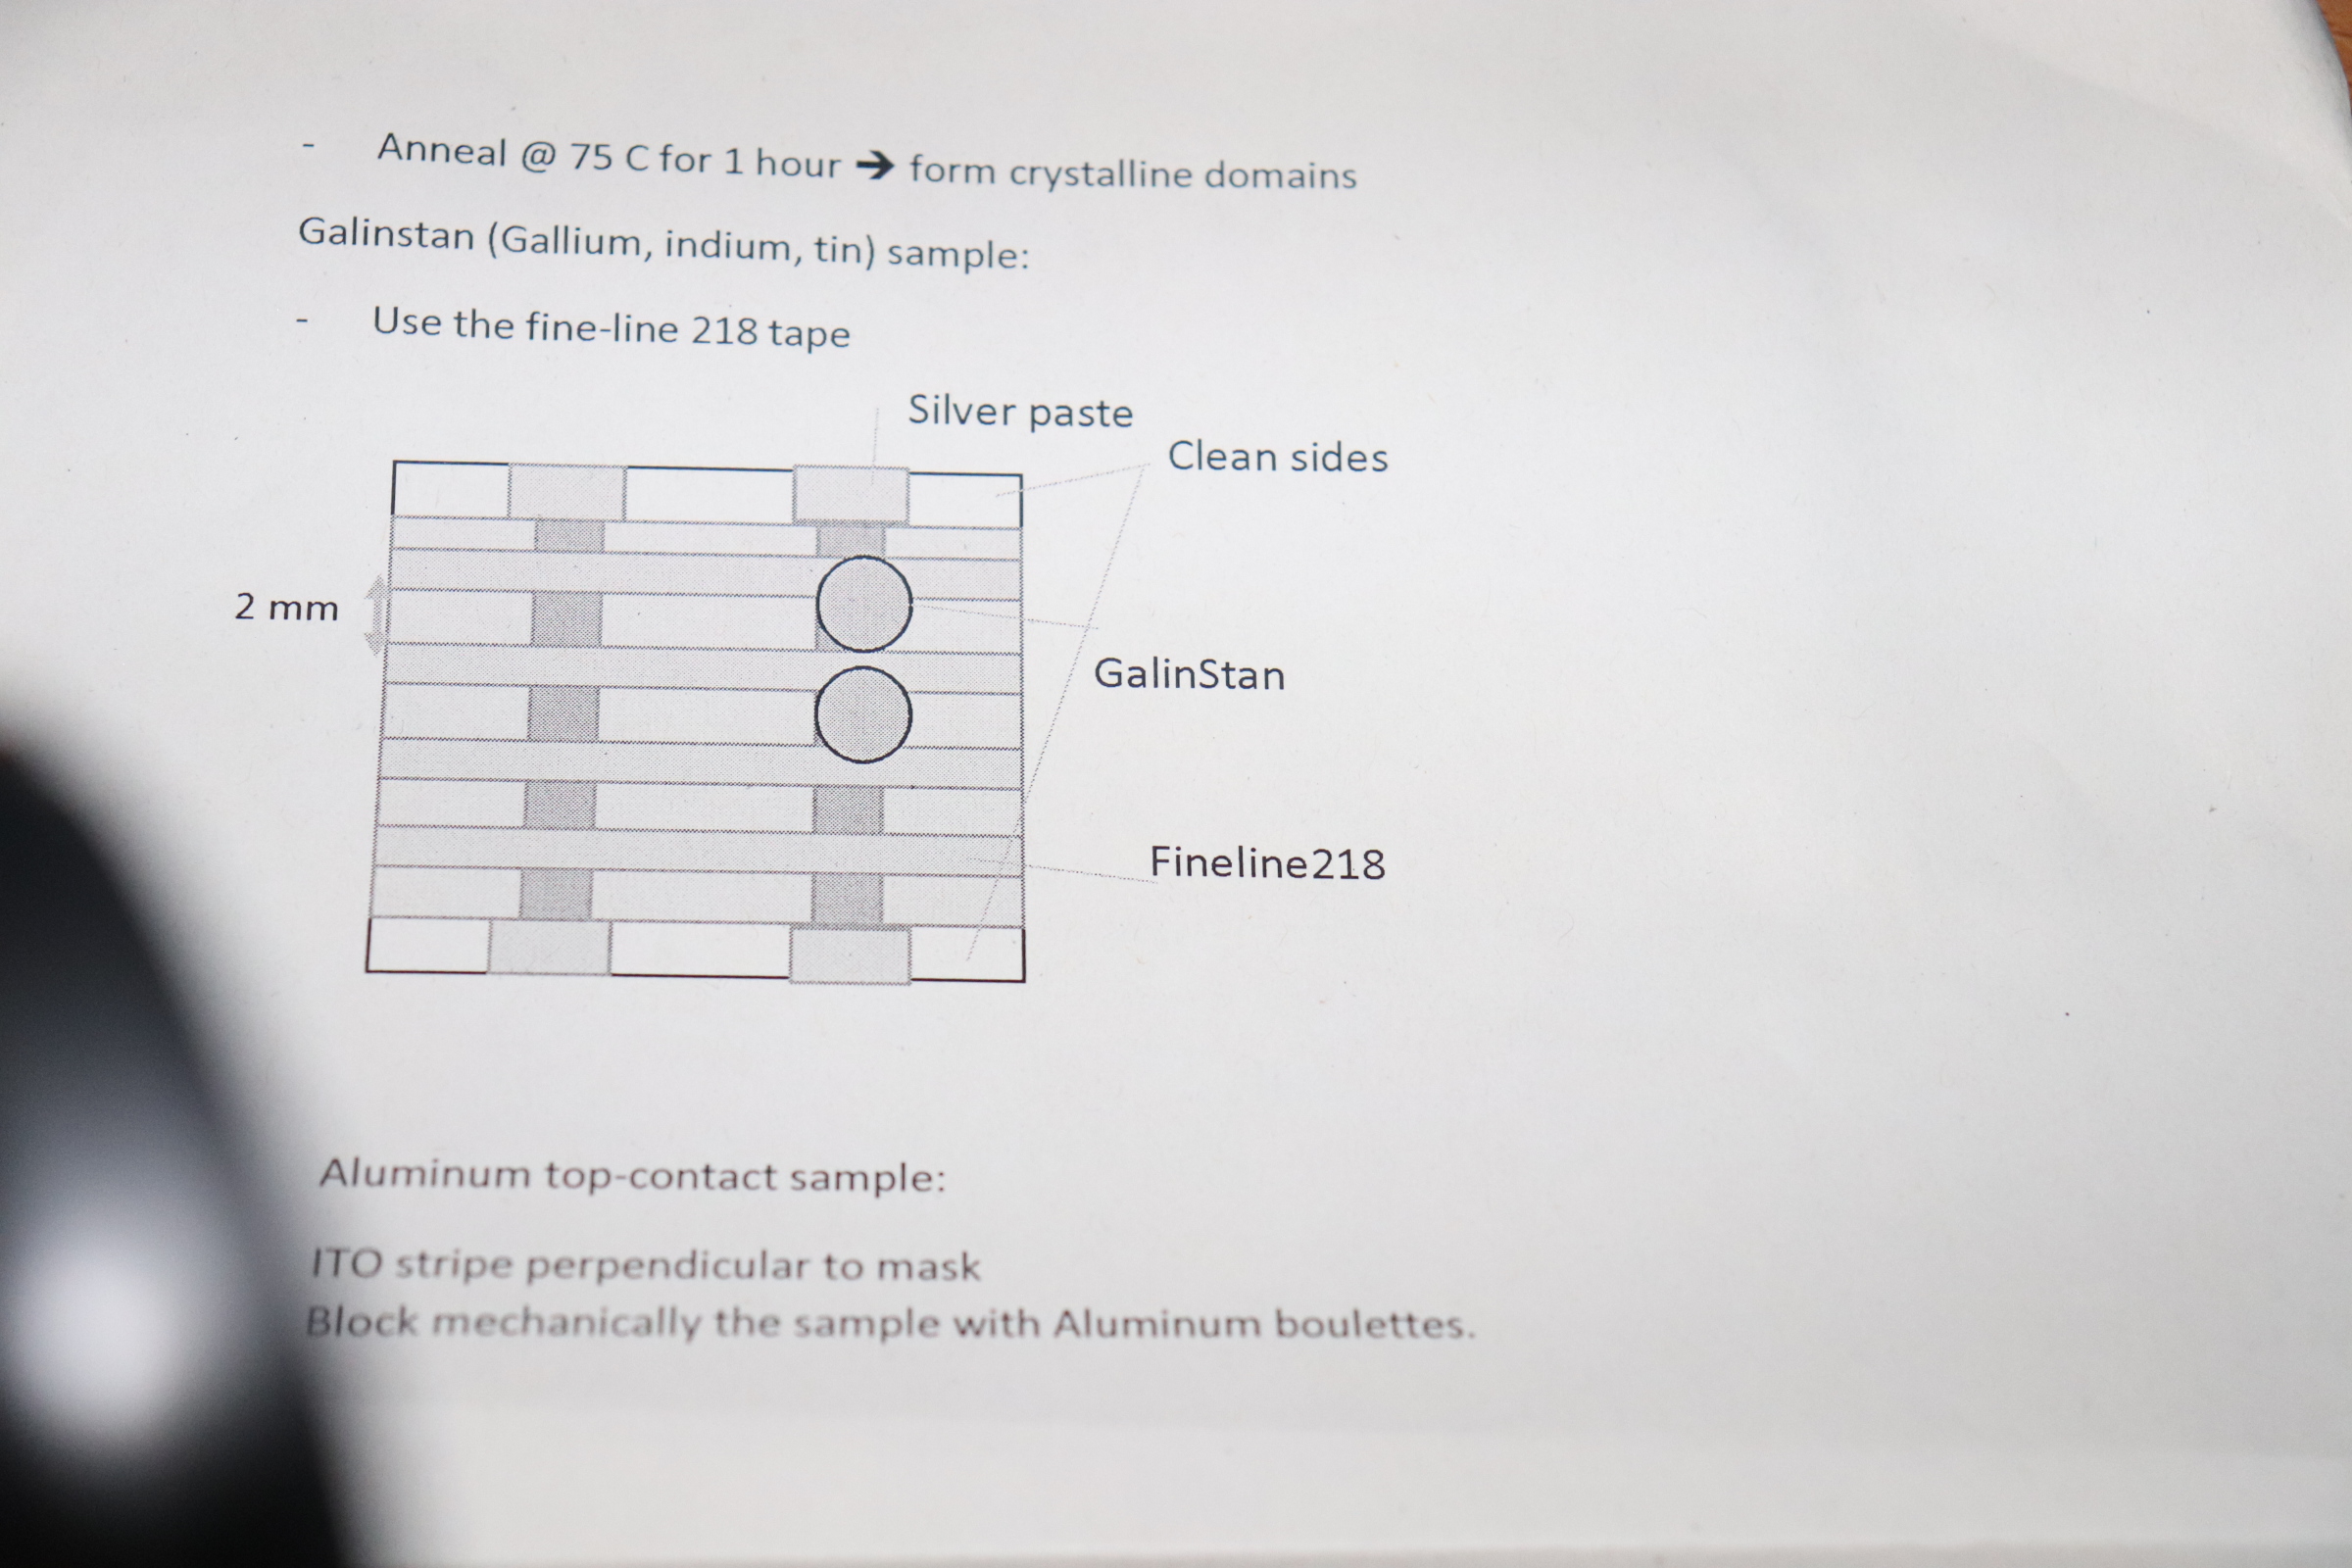 - Anneal @ 75 C for 1 hour ➔ form crystalline domains
Galinstan (Gallium, indium, tin) sample:
- Use the fine-line 218 tape
Silver paste
Clean sides
2 mm
GalinStan
Fineline218
Aluminum top-contact sample:
ITO stripe perpendicular to mask
Block mechanically the sample with Aluminum boulettes.